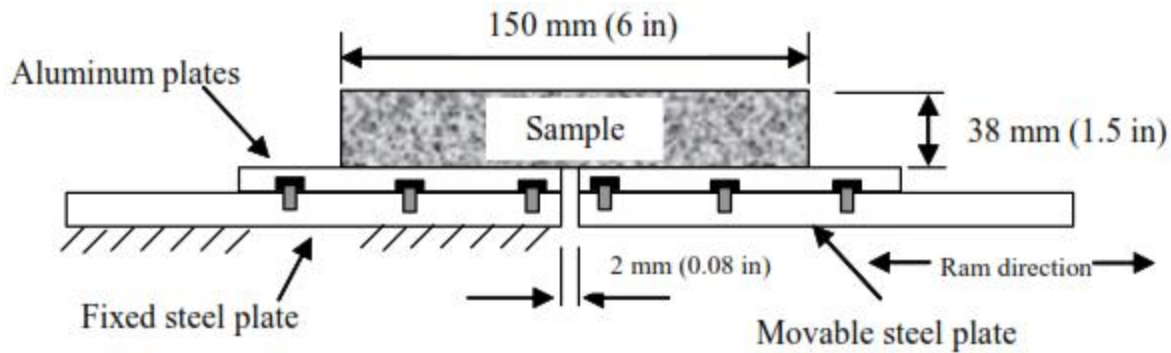 150 mm (6 in)
Aluminum plates
Sample
38 mm (1.5 in)
2 mm (0.08 in)
Ram direction
Fixed steel plate
Movable steel plate